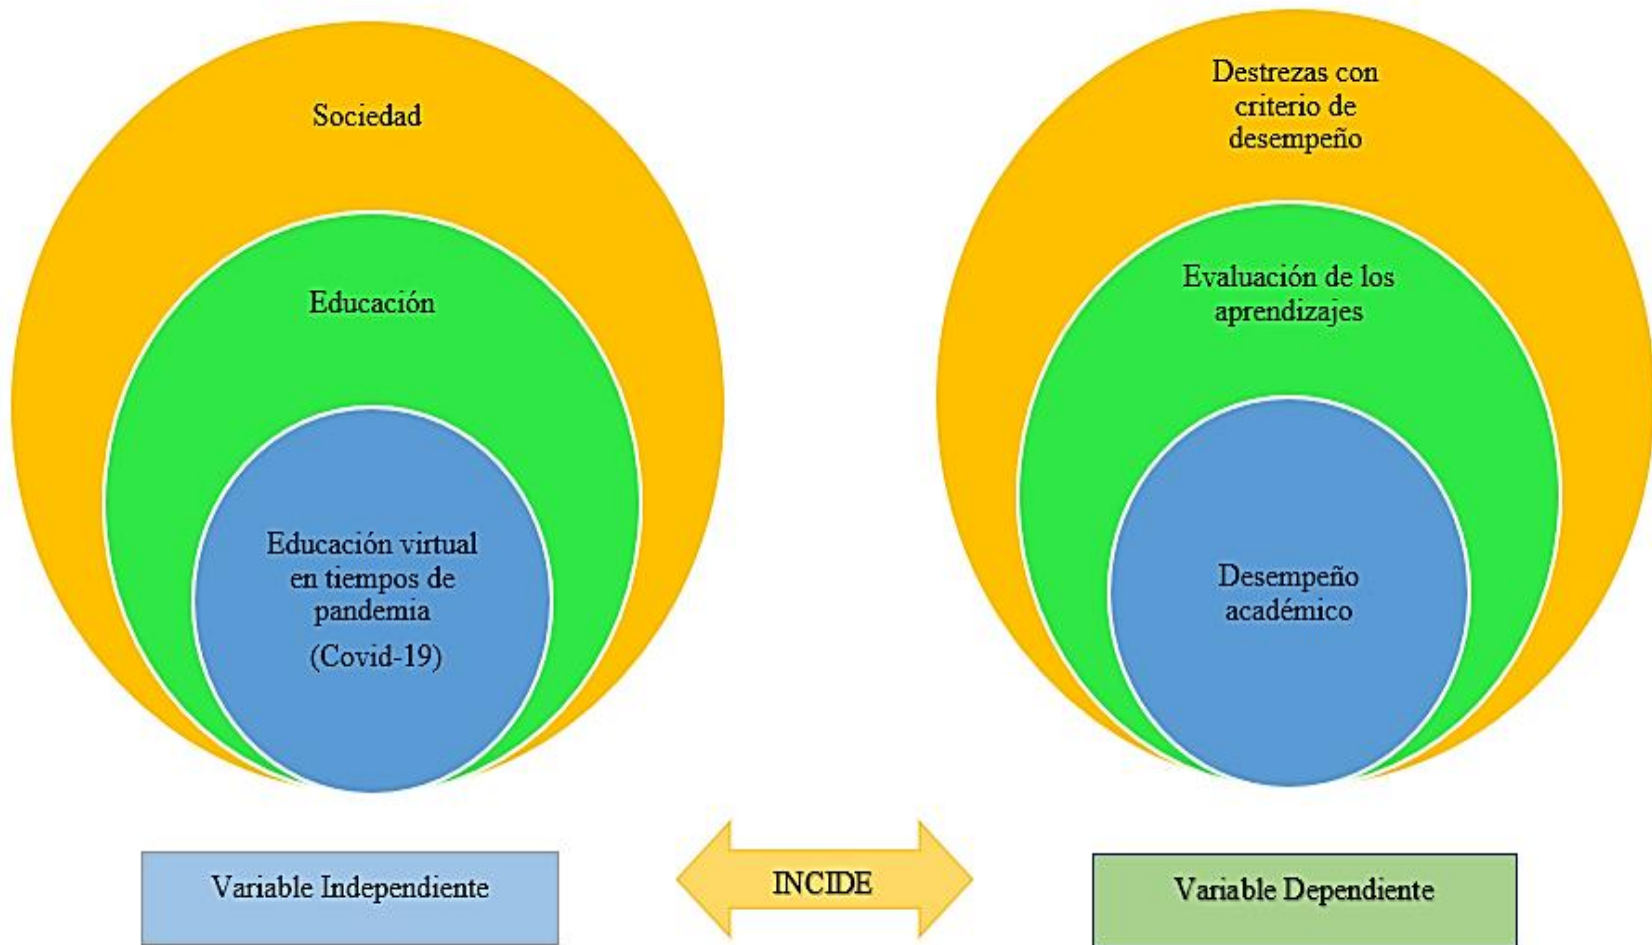 Sociedad
Educación
Educación virtual
en tiempos de
pandemia
(Covid-19)
Destrezas con
criterio de
desempeño
Evaluación de los
aprendizajes
Desempeño
académico
Variable Independiente
INCIDE
Variable Dependiente